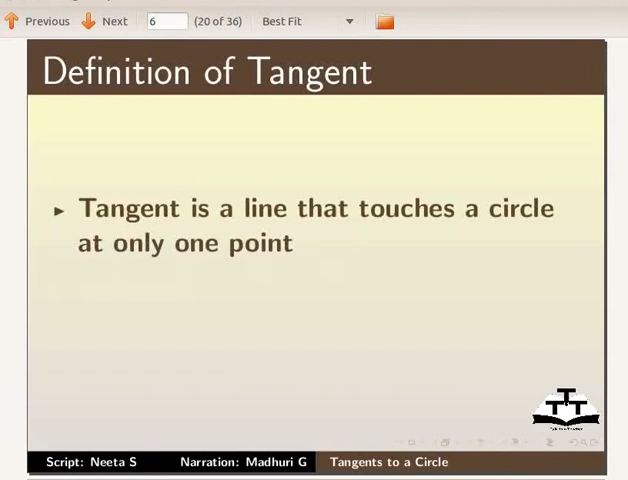 Previous Next 6 (20 of 36) Best Fit
Definition of Tangent
Tangent is a line that touches a circle
at only one point
TTT
Script: Neeta S Narration: Madhuri G Tangents to a Circle